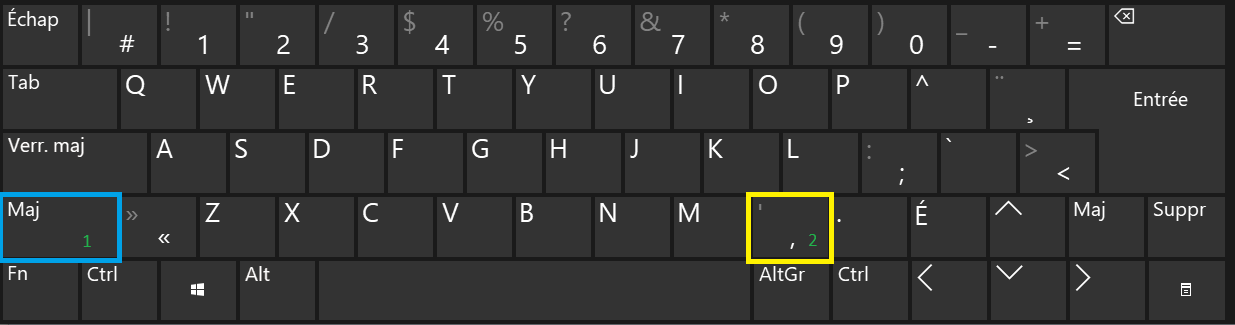 Échap | # ! 1 " 2 / 3 $ 4 % 5 ? 6 & 7 * 8 ( 9 ) 0 _ - + =
Tab Q W E R T Y U I O P ^ ¨ ¸ Entrée
Verr. maj A S D F G H J K L : ; ` > <
Maj 1 » « Z X C V B N M ' , 2 . É Maj Suppr
Fn Ctrl Alt AltGr Ctrl